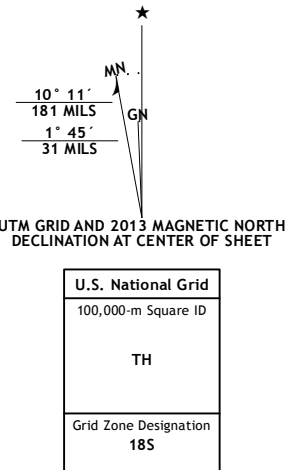 MN
10° 11´
181 MILS
GN
1° 45´
31 MILS
UTM GRID AND 2013 MAGNETIC NORTH
DECLINATION AT CENTER OF SHEET
U.S. National Grid
100,000-m Square ID
TH
Grid Zone Designation
18S